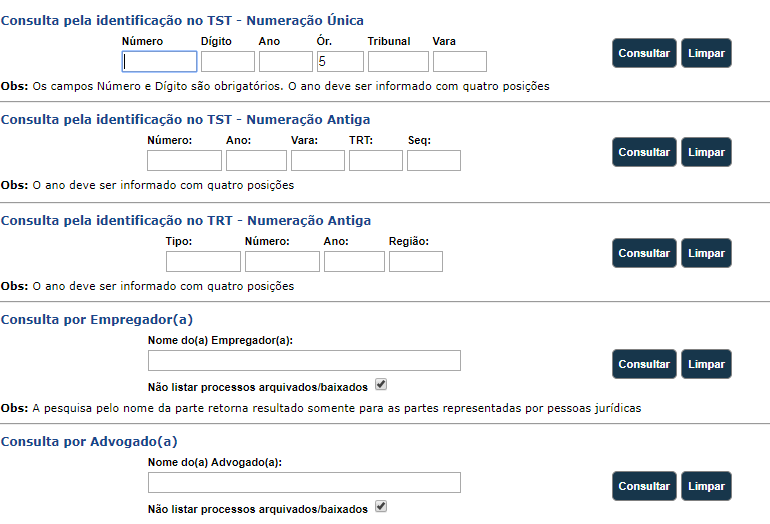 Consulta pela identificação no TST - Numeração Única
Número Dígito Ano Ór. Tribunal Vara
5
Consultar Limpar
Obs: Os campos Número e Dígito são obrigatórios. O ano deve ser informado com quatro posições
Consulta pela identificação no TST - Numeração Antiga
Número: Ano: Vara: TRT: Seq:
Consultar Limpar
Obs: O ano deve ser informado com quatro posições
Consulta pela identificação no TRT - Numeração Antiga
Tipo: Número: Ano: Região:
Consultar Limpar
Obs: O ano deve ser informado com quatro posições
Consulta por Empregador(a)
Nome do(a) Empregador(a):
Consultar Limpar
Não listar processos arquivados/baixados
Obs: A pesquisa pelo nome da parte retorna resultado somente para as partes representadas por pessoas jurídicas
Consulta por Advogado(a)
Nome do(a) Advogado(a):
Consultar Limpar
Não listar processos arquivados/baixados